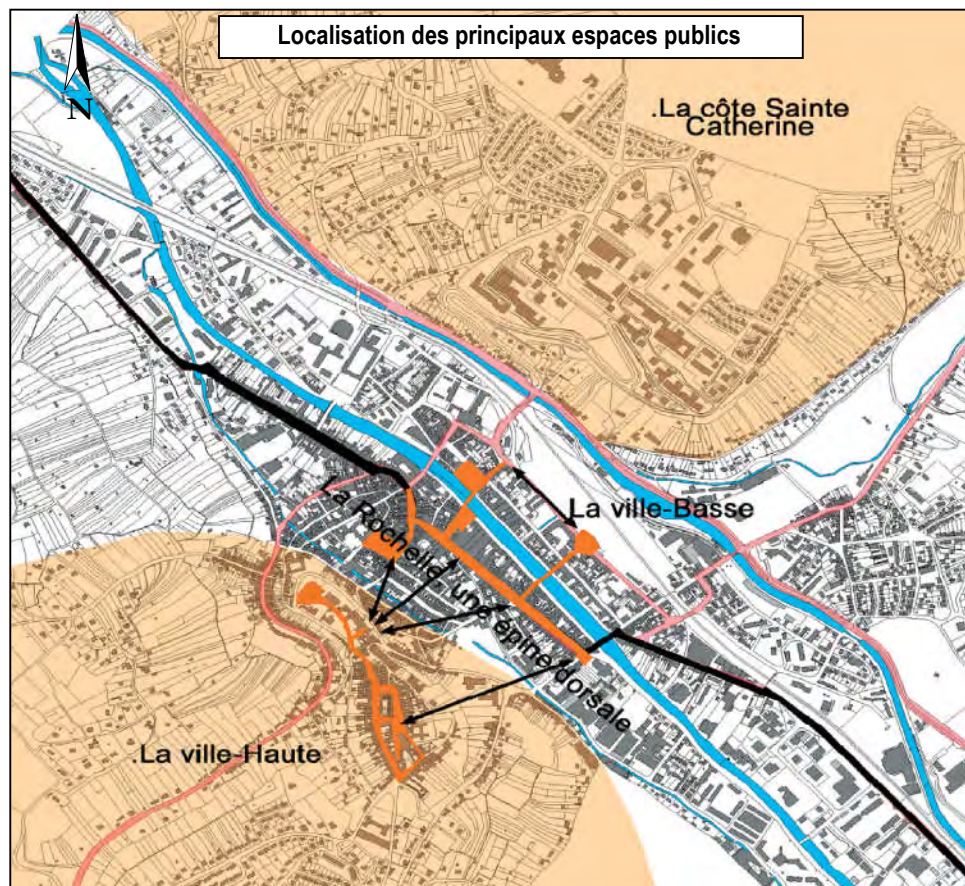 Localisation des principaux espaces publics
N
.La côte Sainte
Catherine
La ville-Basse
La Rochelle une épine dorsale
.La ville-Haute